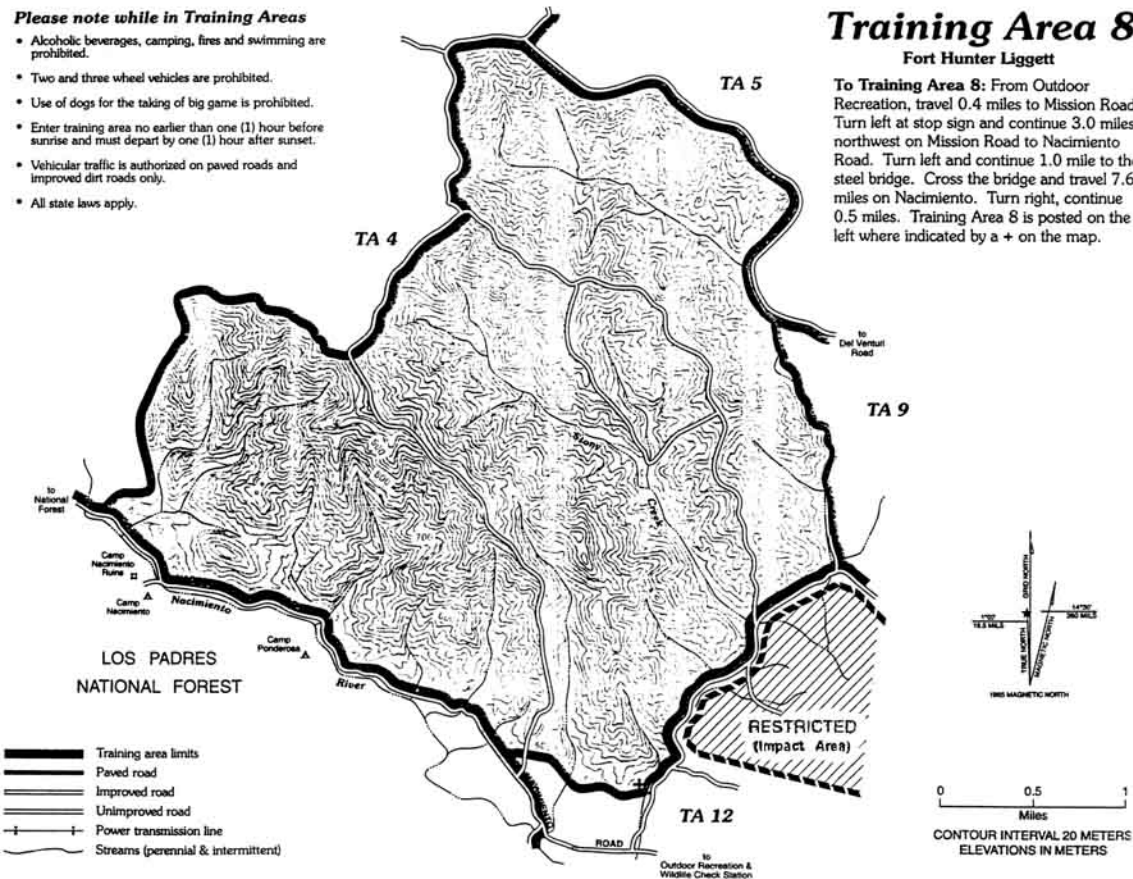 Please note while in Training Areas
• Alcoholic beverages, camping, fires and swimming are
prohibited.
• Two and three wheel vehicles are prohibited.
• Use of dogs for the taking of big game is prohibited.
• Enter training area no earlier than one (1) hour before
sunrise and must depart by one (1) hour after sunset.
• Vehicular traffic is authorized on paved roads and
improved dirt roads only.
• All state laws apply.
Training Area 8
Fort Hunter Liggett
To Training Area 8: From Outdoor
Recreation, travel 0.4 miles to Mission Road
Turn left at stop sign and continue 3.0 miles
northwest on Mission Road to Nacimiento
Road. Turn left and continue 1.0 mile to the
steel bridge. Cross the bridge and travel 7.6
miles on Nacimiento. Turn right, continue
0.5 miles. Training Area 8 is posted on the
left where indicated by a + on the map.
TA 5
TA 4
to
Del Venturi
Road
TA 9
Stony
Creek
700
to
National
Forest
Camp
Nacimiento
Ruins
Camp
Nacimiento
Nacimiento
River
Camp
Ponderosa
LOS PADRES
NATIONAL FOREST
RESTRICTED
(Impact Area)
TA 12
NACIMIENTO
ROAD
to
Outdoor Recreation &
Wildlife Check Station
GRID NORTH
TRUE NORTH
MAGNETIC NORTH
1985 MAGNETIC NORTH
Training area limits
Paved road
Improved road
Unimproved road
Power transmission line
Streams (perennial & intermittent)
0 0.5 1
Miles
CONTOUR INTERVAL 20 METERS
ELEVATIONS IN METERS